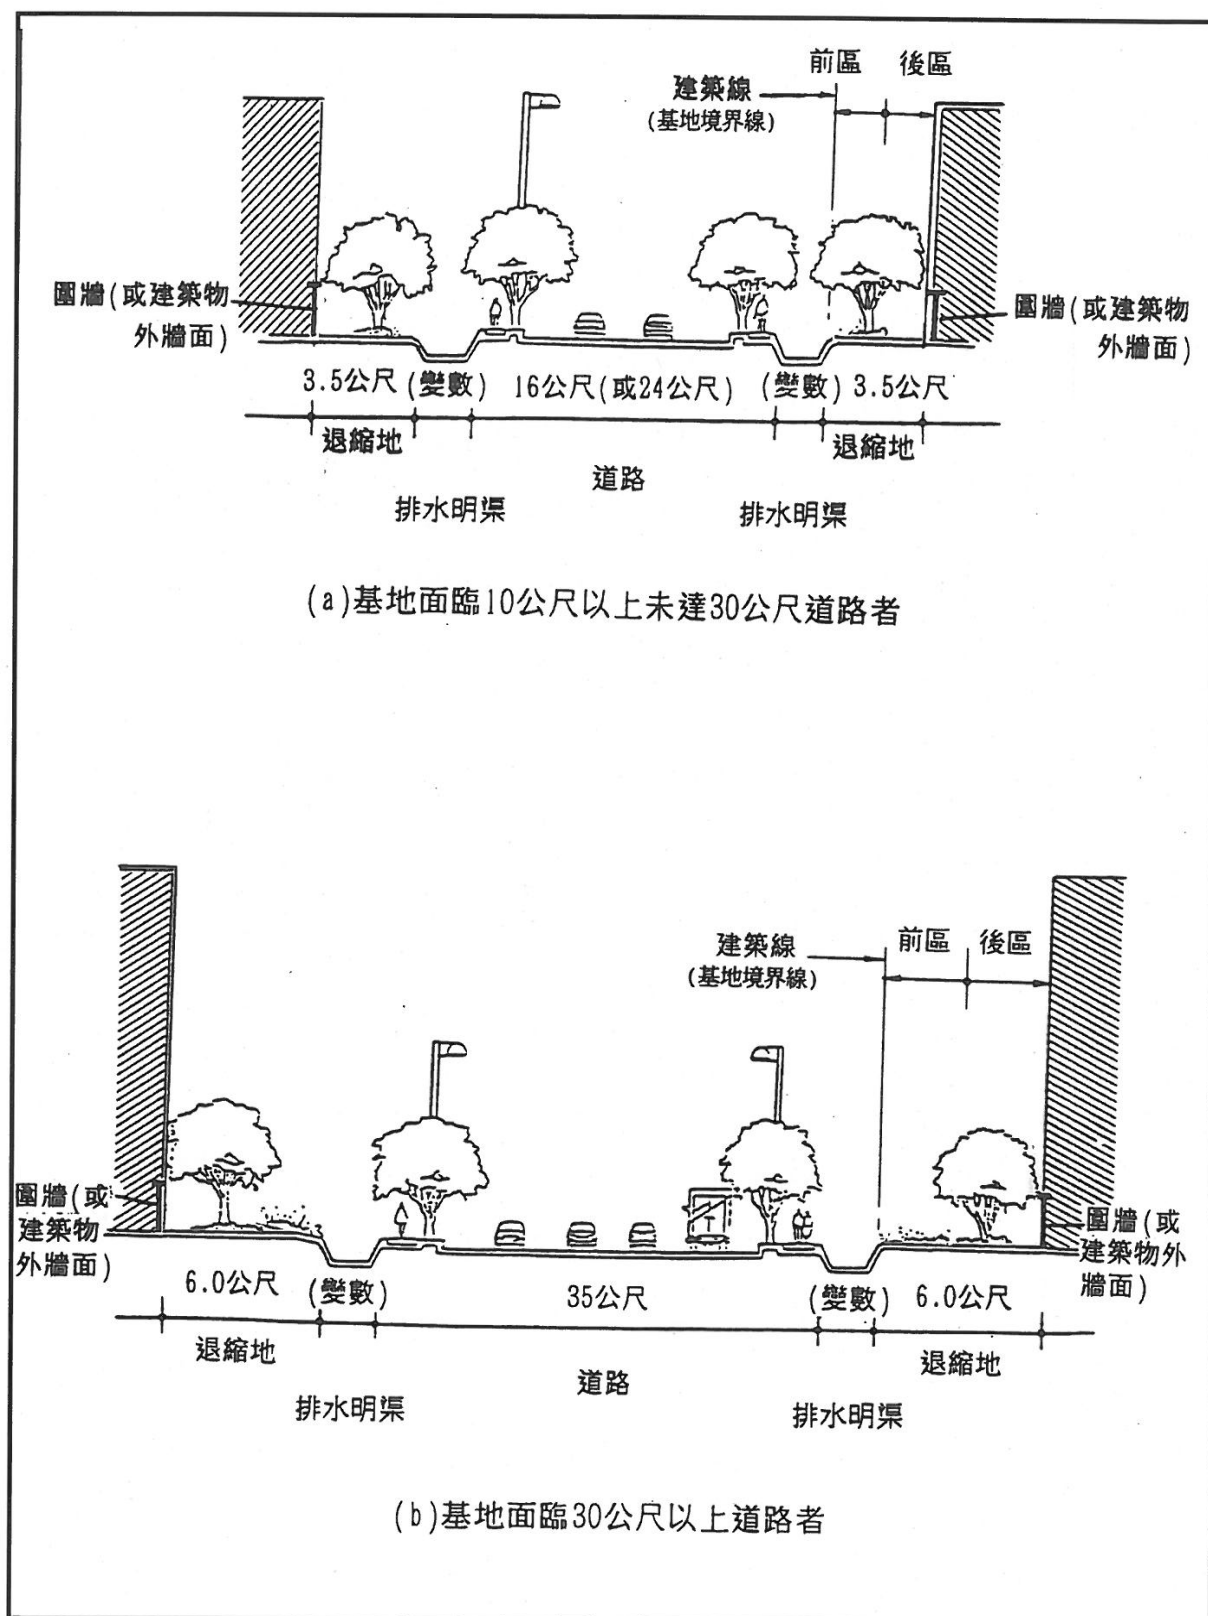 前區 後區
建築線
(基地境界線)
圍牆(或建築物
外牆面)
圍牆(或建築物
外牆面)
3.5公尺 (變數) 16公尺(或24公尺) (變數) 3.5公尺
退縮地 退縮地
道路
排水明渠 排水明渠
(a)基地面臨10公尺以上未達30公尺道路者
建築線 前區 後區
(基地境界線)
圍牆(或
建築物
外牆面)
圍牆(或
建築物外
牆面)
6.0公尺 (變數) 35公尺 (變數) 6.0公尺
退縮地 退縮地
道路
排水明渠 排水明渠
(b)基地面臨30公尺以上道路者